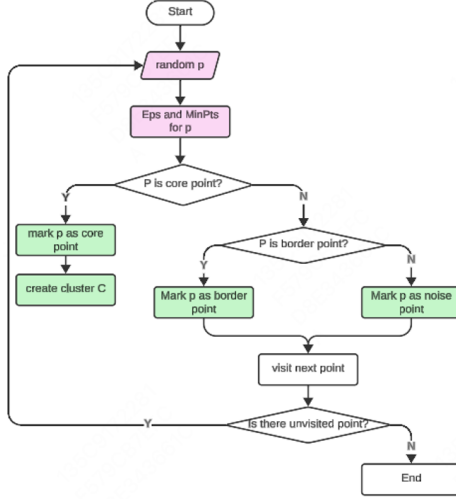 Start
random p
Eps and MinPts
for p
P is core point?
Y
N
mark p as core
point
P is border point?
create cluster C
Y
N
Mark p as border
point
Mark p as noise
point
visit next point
Is there unvisited point?
Y
N
End